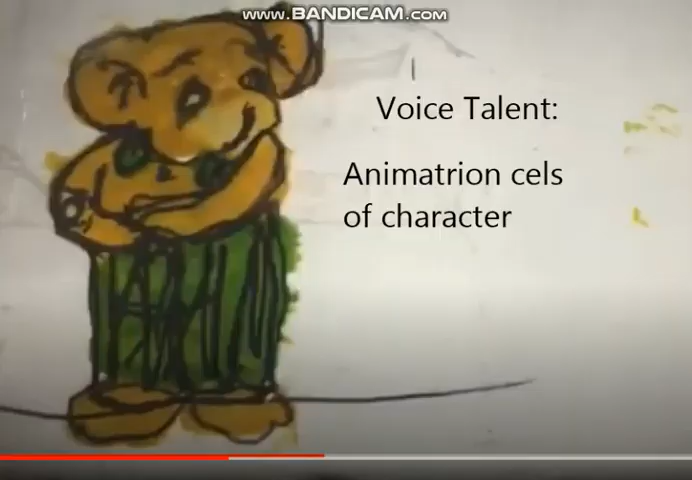 www.BANDICAM.com
Voice Talent:
Animatrion cels
of character